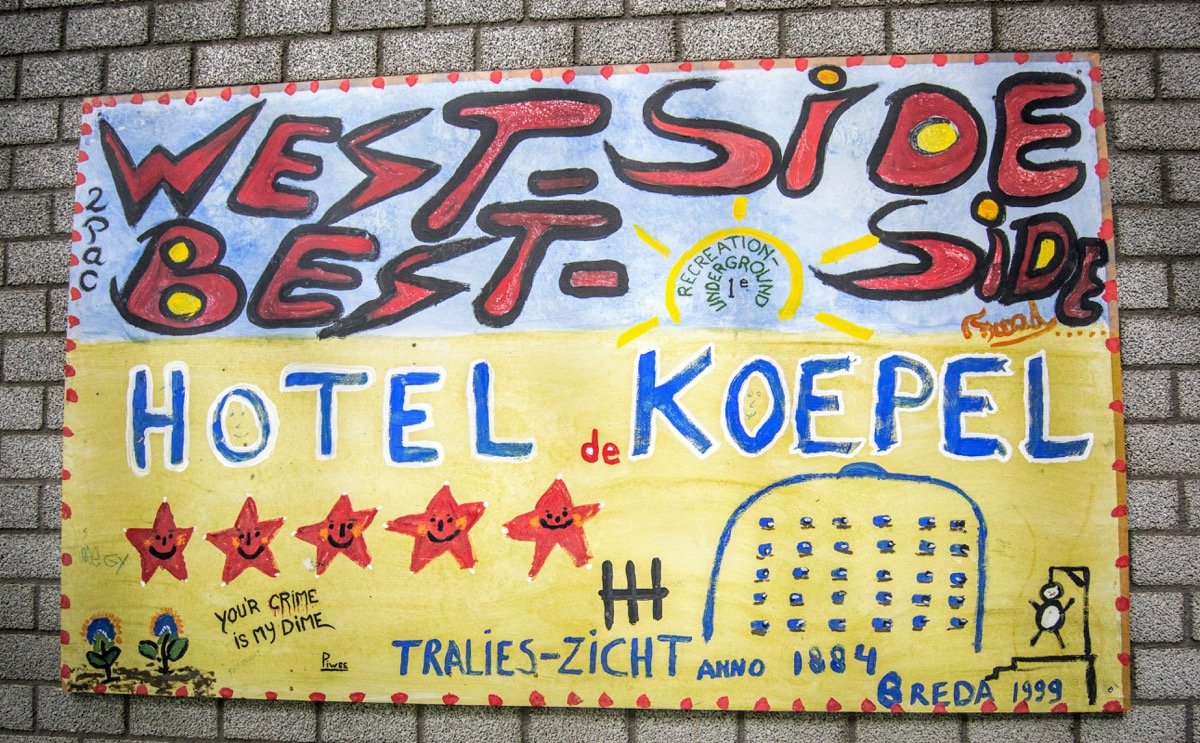 WEST-SiDE
2Pac
BEST-SiDE
RECREATION-
UNDERGROUND
1e
HOTEL de KOEPEL
YOU'R CRIME
iS MY DiME
Piwee
TRALiES-ZiCHT ANNO 1884
BREDA 1999